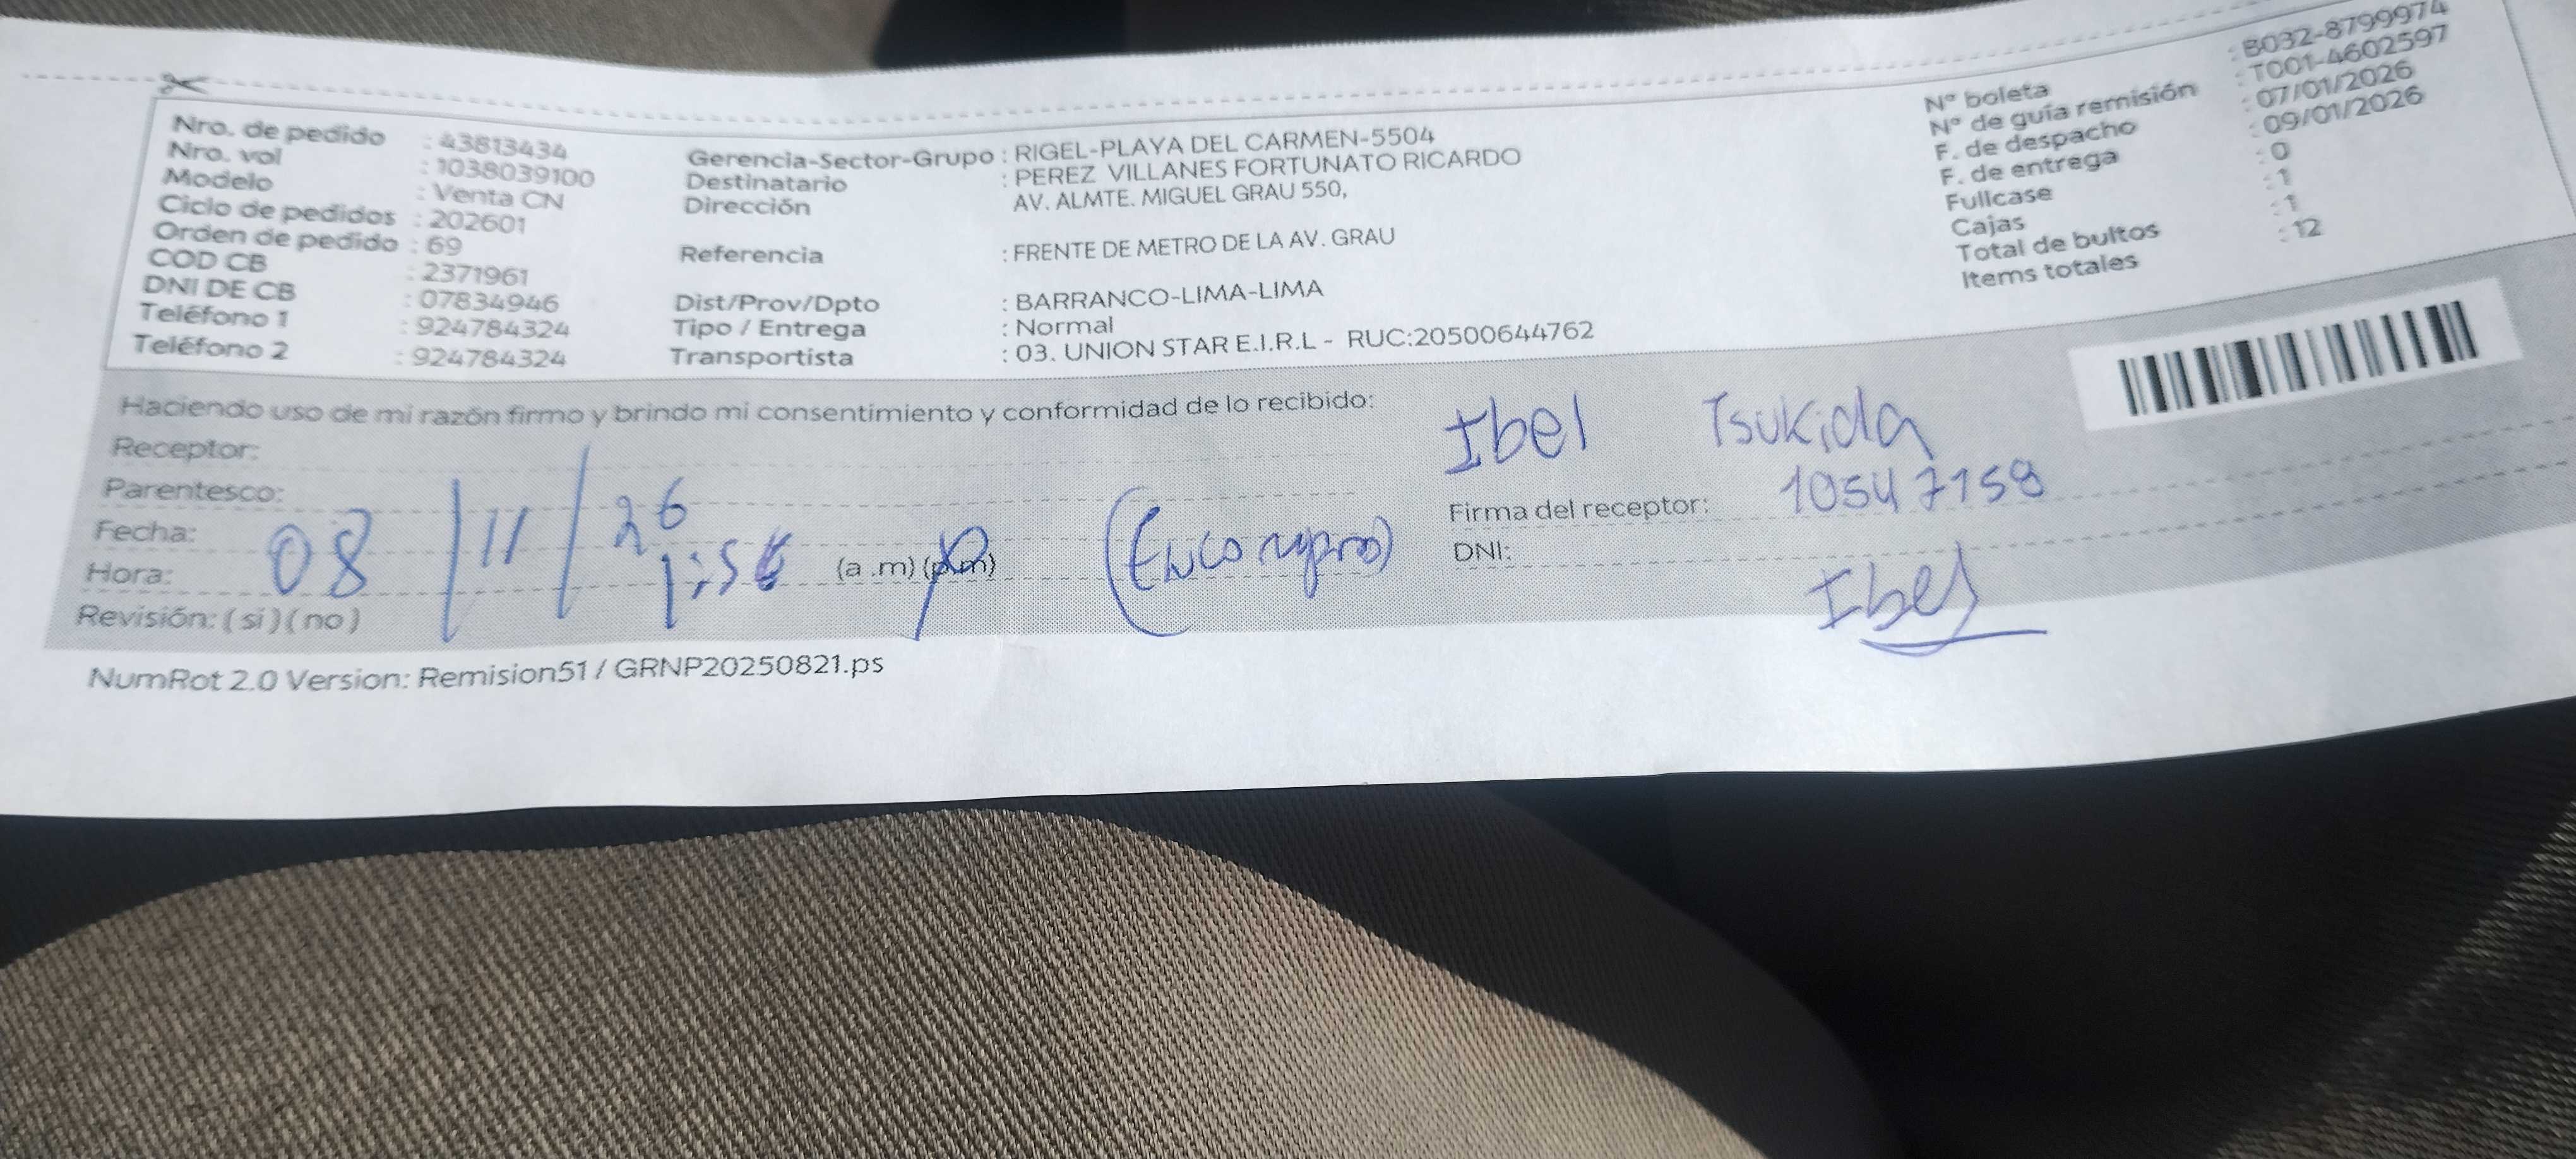 Nro. de pedido : 43813434
Nro. vol : 1038039100
Modelo : Venta CN
Ciclo de pedidos : 202601
Orden de pedido : 69
COD CB : 2371961
DNI DE CB : 07834946
Teléfono 1 : 924784324
Teléfono 2 : 924784324
Gerencia-Sector-Grupo : RIGEL-PLAYA DEL CARMEN-5504
Destinatario : PEREZ VILLANES FORTUNATO RICARDO
Dirección AV. ALMTE. MIGUEL GRAU 550,
Referencia : FRENTE DE METRO DE LA AV. GRAU
Dist/Prov/Dpto : BARRANCO-LIMA-LIMA
Tipo / Entrega : Normal
Transportista : 03. UNION STAR E.I.R.L - RUC:20500644762
N° boleta : B032-8799974
N° de guía remisión : T001-4602597
F. de despacho : 07/01/2026
F. de entrega : 09/01/2026
Fullcase : 0
Cajas : 1
Total de bultos : 1
Items totales : 12
Haciendo uso de mi razón firmo y brindo mi consentimiento y conformidad de lo recibido:
Receptor:
Parentesco:
Fecha: 08/11/26
Hora: (a .m) (p.m)
Revisión: ( si ) ( no )
Ibel Tsukida
Firma del receptor: 10547158
DNI:
Ibel
NumRot 2.0 Version: Remision51 / GRNP20250821.ps